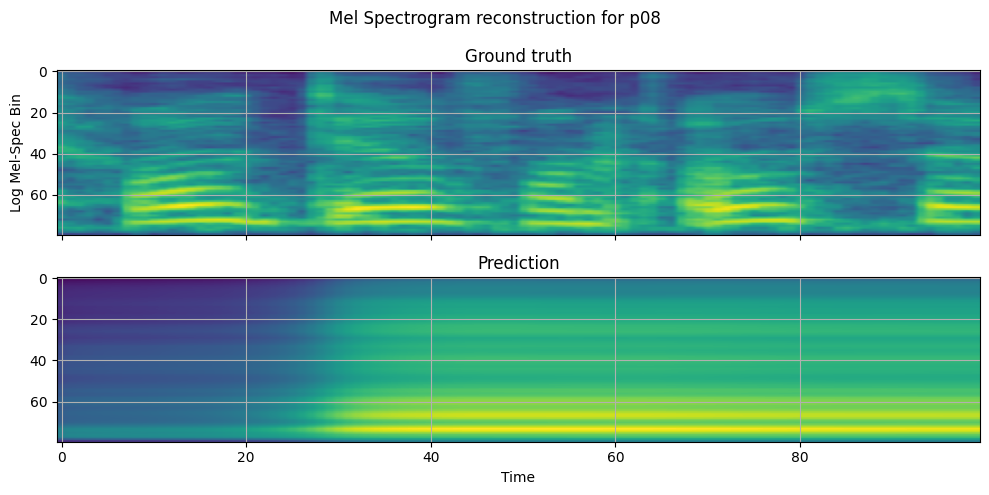 Mel Spectrogram reconstruction for p08
Ground truth
Log Mel-Spec Bin
0
20
40
60
Prediction
0
20
40
60
0 20 40 60 80
Time